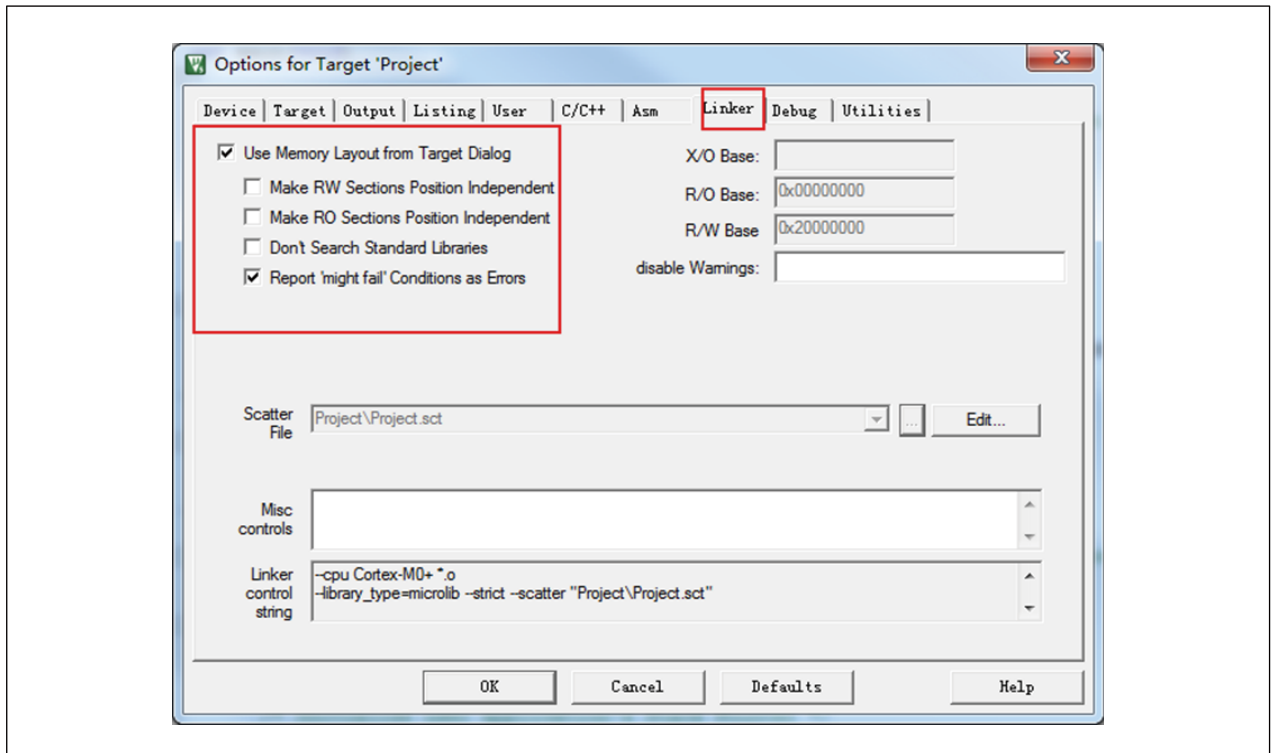 Options for Target 'Project'
Device Target Output Listing User C/C++ Asm Linker Debug Utilities
Use Memory Layout from Target Dialog
Make RW Sections Position Independent
Make RO Sections Position Independent
Don't Search Standard Libraries
Report 'might fail' Conditions as Errors
X/O Base:
R/O Base: 0x00000000
R/W Base 0x20000000
disable Warnings:
Scatter File
Project\Project.sct
...
Edit...
Misc controls
Linker control string
--cpu Cortex-M0+ *.o
--library_type=microlib --strict --scatter "Project\Project.sct"
OK Cancel Defaults Help